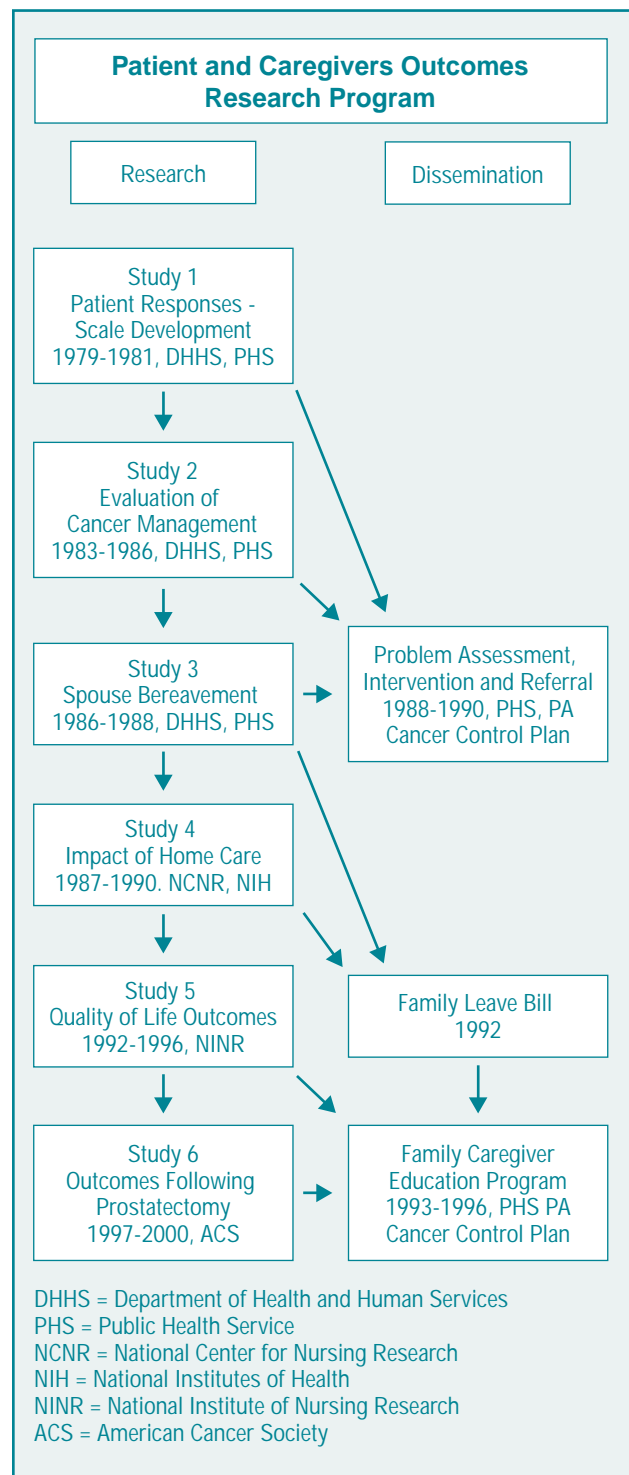 Patient and Caregivers Outcomes
Research Program
Research
Dissemination
Study 1
Patient Responses -
Scale Development
1979-1981, DHHS, PHS
Study 2
Evaluation of
Cancer Management
1983-1986, DHHS, PHS
Study 3
Spouse Bereavement
1986-1988, DHHS, PHS
Problem Assessment,
Intervention and Referral
1988-1990, PHS, PA
Cancer Control Plan
Study 4
Impact of Home Care
1987-1990. NCNR, NIH
Study 5
Quality of Life Outcomes
1992-1996, NINR
Family Leave Bill
1992
Study 6
Outcomes Following
Prostatectomy
1997-2000, ACS
Family Caregiver
Education Program
1993-1996, PHS PA
Cancer Control Plan
DHHS = Department of Health and Human Services
PHS = Public Health Service
NCNR = National Center for Nursing Research
NIH = National Institutes of Health
NINR = National Institute of Nursing Research
ACS = American Cancer Society